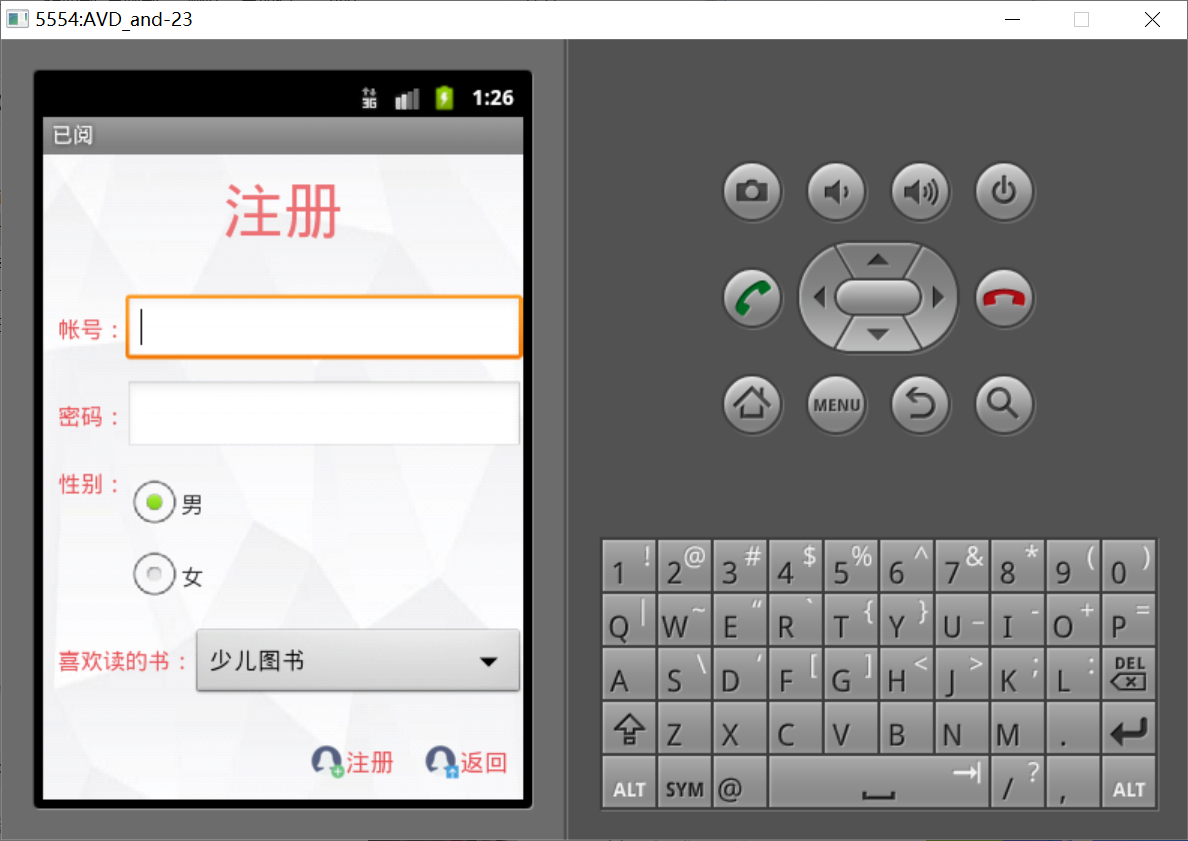 5554:AVD_and-23
3G 1:26
已阅
注册
帐号：
密码：
性别：
男
女
喜欢读的书： 少儿图书
注册 返回
MENU
1 ! 2 @ 3 # 4 $ 5 % 6 ^ 7 & 8 * 9 ( 0 )
Q | W ~ E " R ` T { Y } U _ I - O + P =
A S \ D ' F [ G ] H < J > K ; L : DEL
Z X C V B N M .
ALT SYM @ / ? , ALT